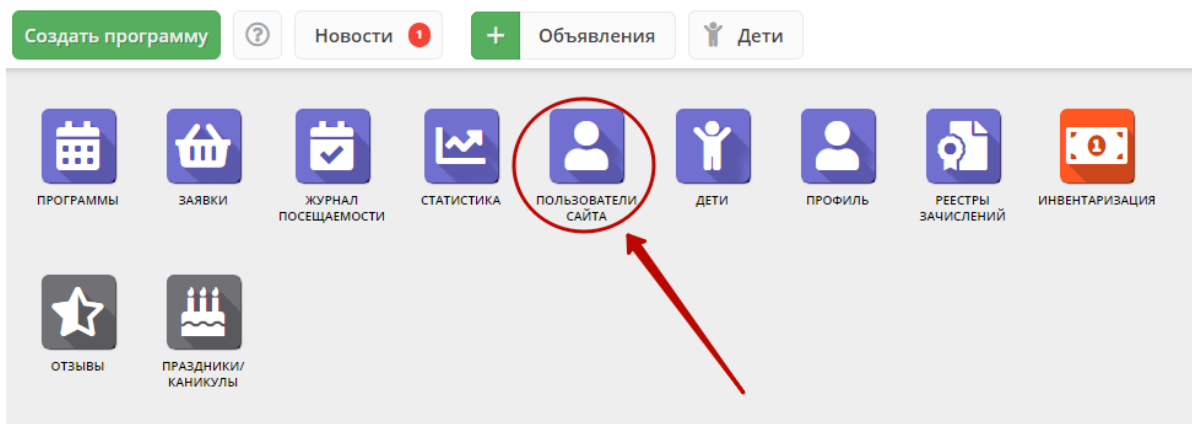 Создать программу
?
Новости 1
+ Объявления
Дети
ПРОГРАММЫ
ЗАЯВКИ
ЖУРНАЛ
ПОСЕЩАЕМОСТИ
СТАТИСТИКА
ПОЛЬЗОВАТЕЛИ
САЙТА
ДЕТИ
ПРОФИЛЬ
РЕЕСТРЫ
ЗАЧИСЛЕНИЙ
1
ИНВЕНТАРИЗАЦИЯ
ОТЗЫВЫ
ПРАЗДНИКИ/
КАНИКУЛЫ